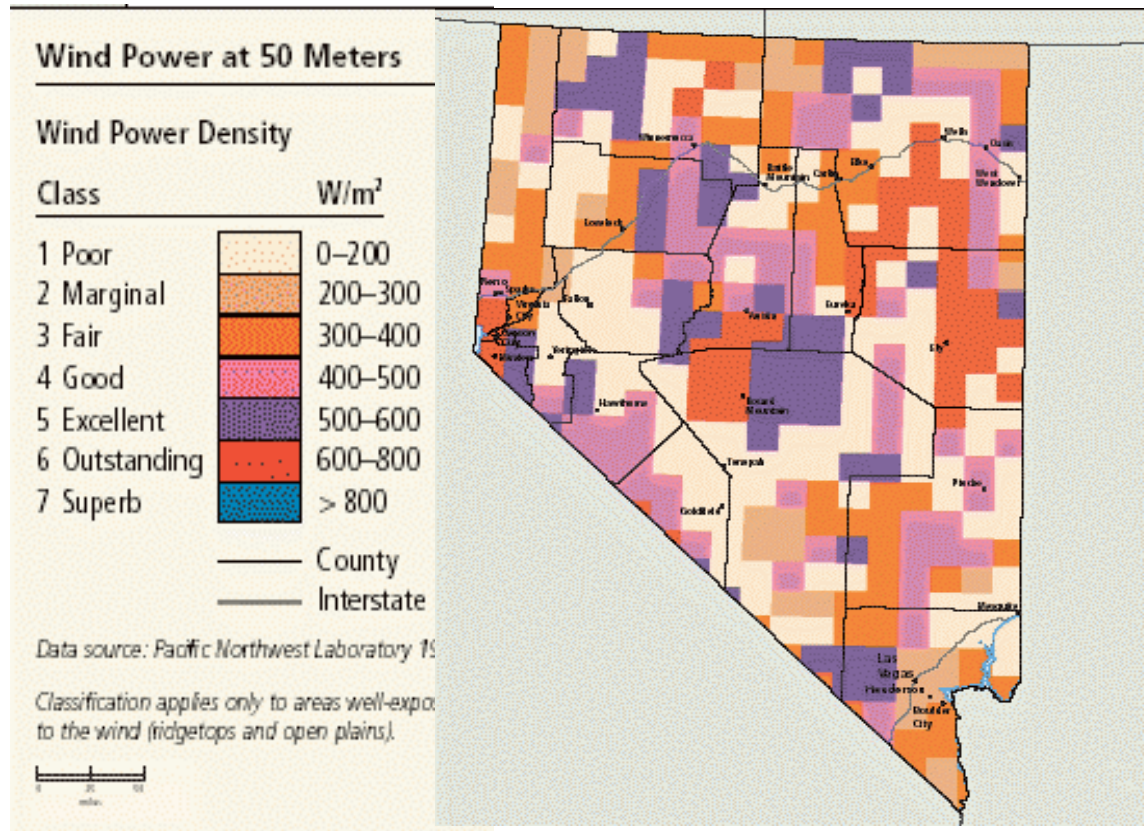 Wind Power at 50 Meters
Wind Power Density
Class W/m²
1 Poor 0–200
2 Marginal 200–300
3 Fair 300–400
4 Good 400–500
5 Excellent 500–600
6 Outstanding 600–800
7 Superb > 800
County
Interstate
Data source: Pacific Northwest Laboratory 19
Classification applies only to areas well-expo
to the wind (ridgetops and open plains).
Winnemucca
Wells
Oasis
Battle
Mountain
Carlin
Elko
West
Wendover
Lovelock
Reno
Sparks
Virginia
City
Fallon
Carson
City
Minden
Yerington
Austin
Eureka
Ely
Hawthorne
Round
Mountain
Tonopah
Goldfield
Pioche
Mesquite
Las
Vegas
Henderson
Boulder
City